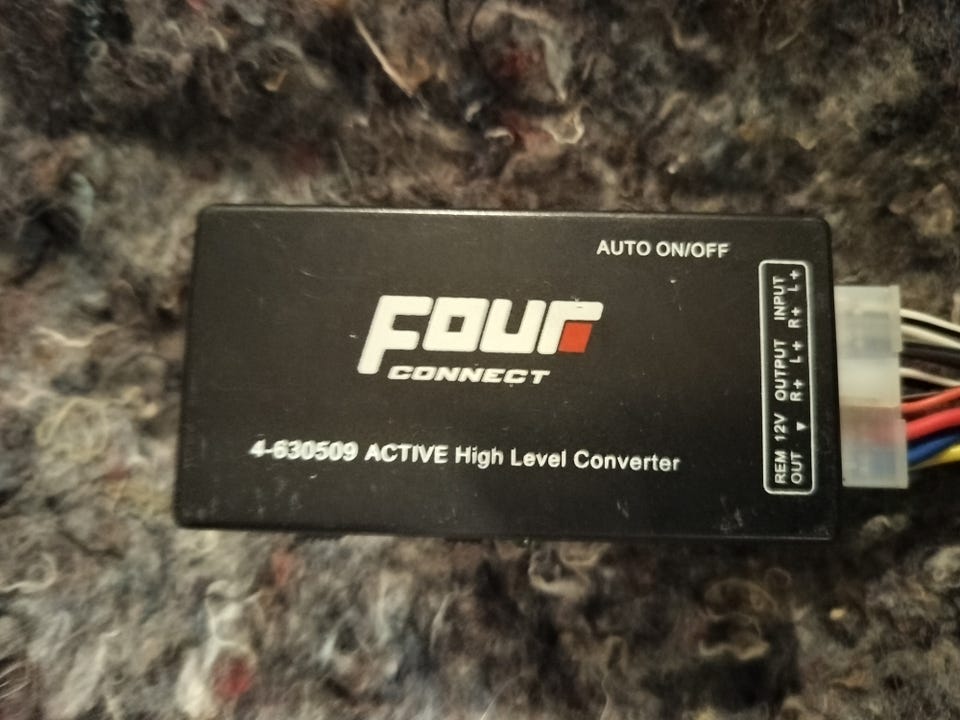 AUTO ON/OFF
FOUR
CONNECT
4-630509 ACTIVE High Level Converter
REM 12V OUTPUT INPUT
OUT ▼ R+ L+ R+ L+